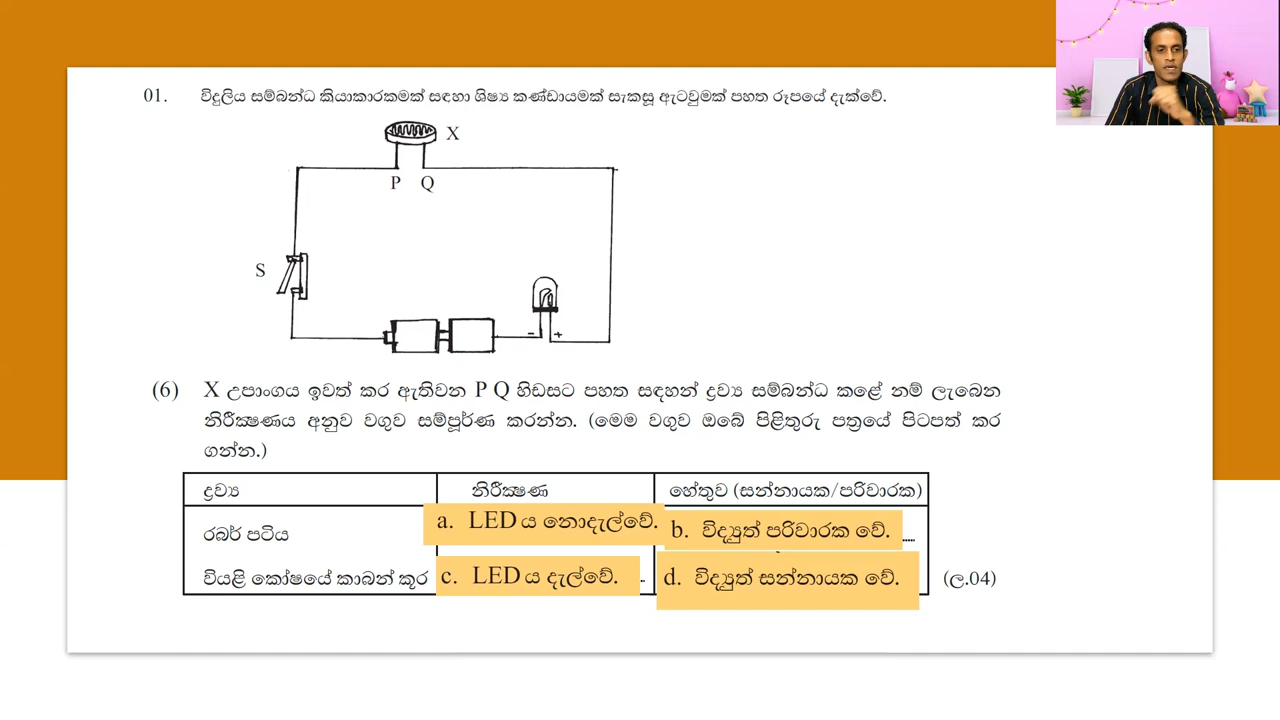 01. විදුලිය සම්බන්ධ ක්‍රියාකාරකමක් සඳහා ශිෂ්‍ය කණ්ඩායමක් සැකසූ ඇටවුමක් පහත රූපයේ දැක්වේ.
X
P Q
S
- +
(6) X උපාංගය ඉවත් කර ඇතිවන P Q හිඩසට පහත සඳහන් ද්‍රව්‍ය සම්බන්ධ කළේ නම් ලැබෙන
නිරීක්‍ෂණය අනුව වගුව සම්පූර්ණ කරන්න. (මෙම වගුව ඔබේ පිළිතුරු පත්‍රයේ පිටපත් කර
ගන්න.)
ද්‍රව්‍ය නිරීක්‍ෂණ හේතුව (සන්නායක/පරිවාරක)
රබර් පටිය a. LED ය නොදැල්වේ. b. විද්‍යුත් පරිවාරක වේ. .....
වියළි කෝෂයේ කාබන් කූර c. LED ය දැල්වේ. d. විද්‍යුත් සන්නායක වේ. (ල.04)